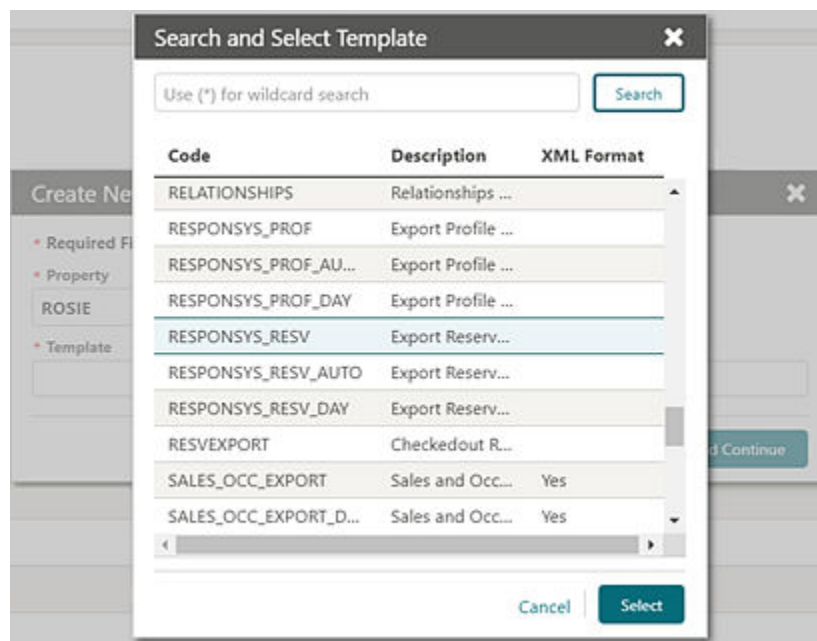 Search and Select Template
Use (*) for wildcard search
Search
Code Description XML Format
RELATIONSHIPS Relationships ...
RESPONSYS_PROF Export Profile ...
RESPONSYS_PROF_AU... Export Profile ...
RESPONSYS_PROF_DAY Export Profile ...
RESPONSYS_RESV Export Reserv...
RESPONSYS_RESV_AUTO Export Reserv...
RESPONSYS_RESV_DAY Export Reserv...
RESVEXPORT Checkedout R...
SALES_OCC_EXPORT Sales and Occ... Yes
SALES_OCC_EXPORT_D... Sales and Occ... Yes
Cancel Select
Create Ne
* Required Fi
* Property
ROSIE
* Template
d Continue